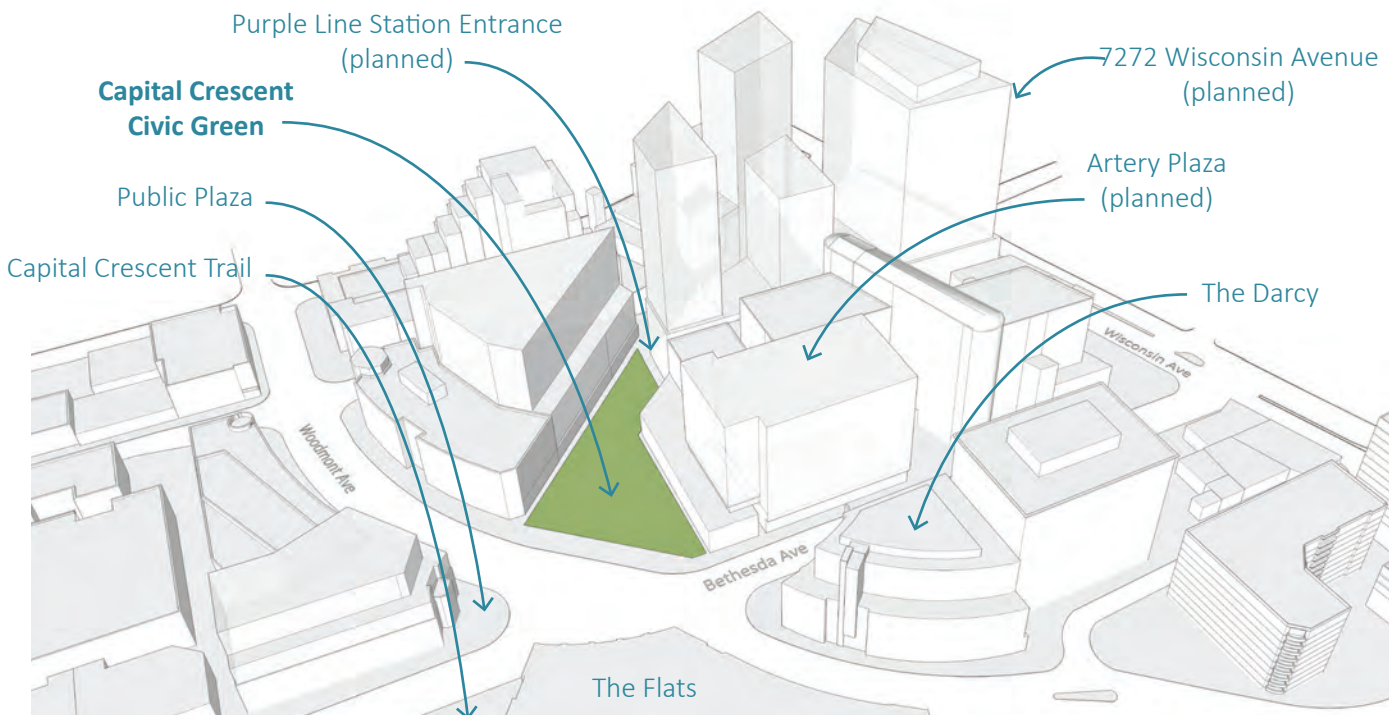 Purple Line Station Entrance
(planned)
7272 Wisconsin Avenue
(planned)
Capital Crescent
Civic Green
Artery Plaza
(planned)
Public Plaza
Capital Crescent Trail
The Darcy
Wisconsin Ave
Woodmont Ave
Bethesda Ave
The Flats